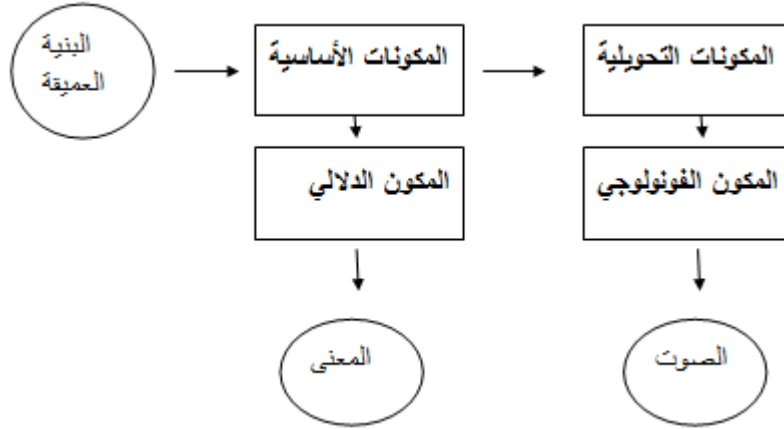 البنية
العميقة
المكونات الأساسية
المكونات التحويلية
المكون الدلالي
المكون الفونولوجي
المعنى
الصوت